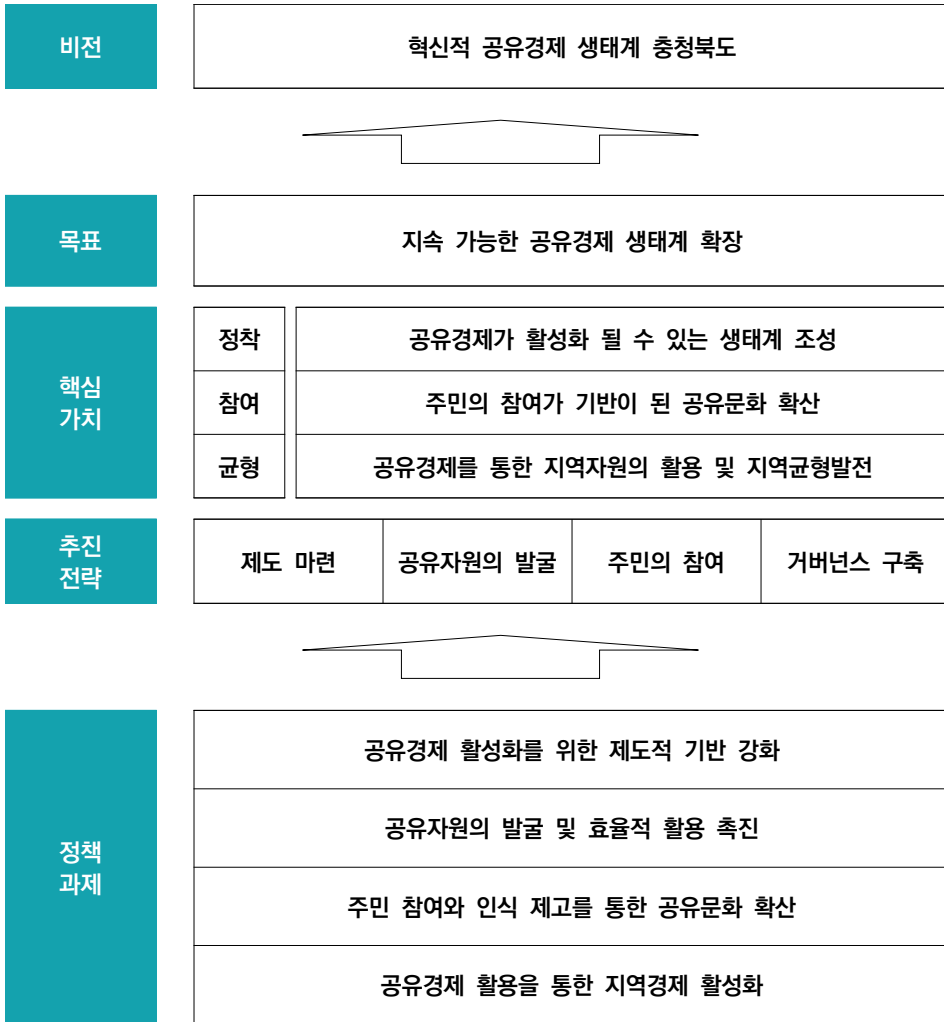 비전
혁신적 공유경제 생태계 충청북도
목표
지속 가능한 공유경제 생태계 확장
핵심
가치
정착
공유경제가 활성화 될 수 있는 생태계 조성
참여
주민의 참여가 기반이 된 공유문화 확산
균형
공유경제를 통한 지역자원의 활용 및 지역균형발전
추진
전략
제도 마련
공유자원의 발굴
주민의 참여
거버넌스 구축
정책
과제
공유경제 활성화를 위한 제도적 기반 강화
공유자원의 발굴 및 효율적 활용 촉진
주민 참여와 인식 제고를 통한 공유문화 확산
공유경제 활용을 통한 지역경제 활성화